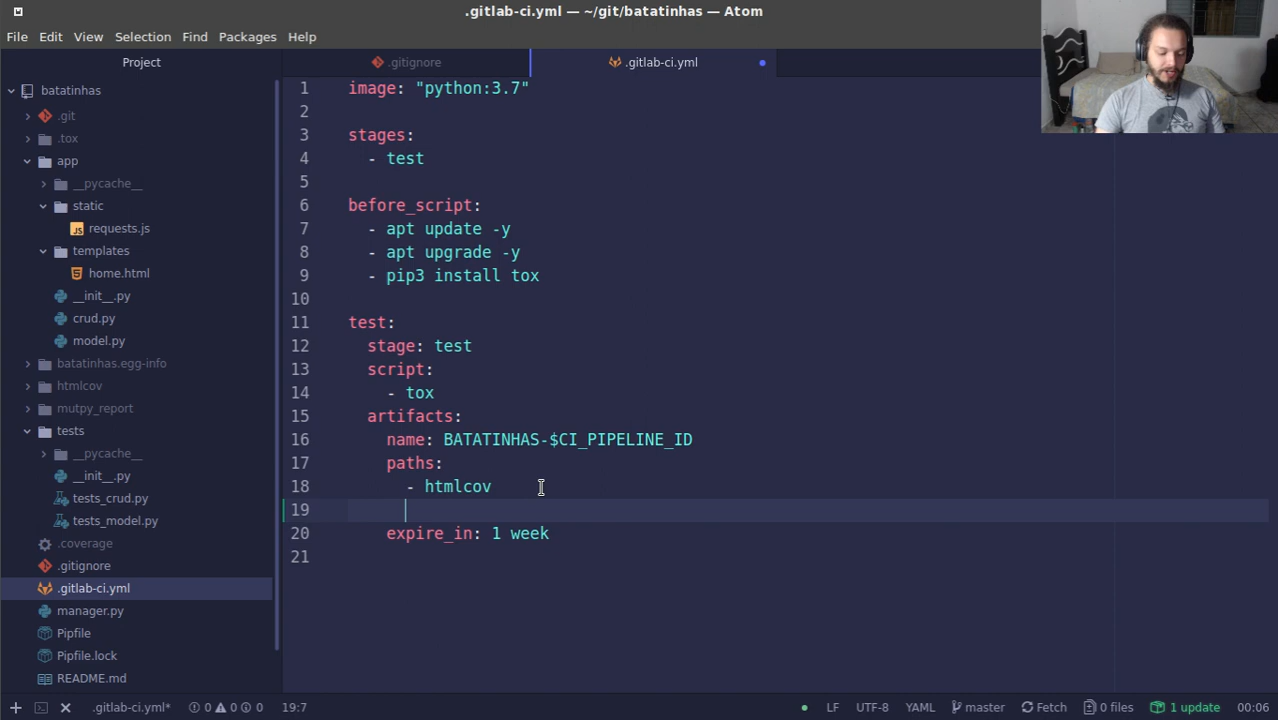 .gitlab-ci.yml — ~/git/batatinhas — Atom
File Edit View Selection Find Packages Help
Project
.gitignore
.gitlab-ci.yml
batatinhas
.git
.tox
app
__pycache__
static
requests.js
templates
home.html
__init__.py
crud.py
model.py
batatinhas.egg-info
htmlcov
mutpy_report
tests
__pycache__
__init__.py
tests_crud.py
tests_model.py
.coverage
.gitignore
.gitlab-ci.yml
manager.py
Pipfile
Pipfile.lock
README.md
1 image: "python:3.7"
2
3 stages:
4 - test
5
6 before_script:
7 - apt update -y
8 - apt upgrade -y
9 - pip3 install tox
10
11 test:
12 stage: test
13 script:
14 - tox
15 artifacts:
16 name: BATATINHAS-$CI_PIPELINE_ID
17 paths:
18 - htmlcov
19
20 expire_in: 1 week
21
.gitlab-ci.yml* 0 0 0 19:7 LF UTF-8 YAML master Fetch 0 files 1 update 00:06